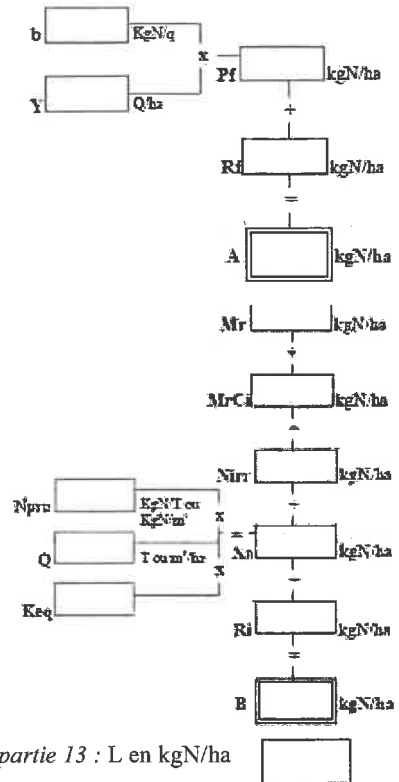 b KgN/q
x
Pf kgN/ha
Y Q/ha
+
Rf kgN/ha
=
A kgN/ha
Mr kgN/ha
+
MrCi kgN/ha
+
Nirr kgN/ha
Npro KgN/T ou
KgN/m³
x
+
= Xa kgN/ha
Q T ou m³/ha
x
Keq
Ri kgN/ha
=
B kgN/ha
partie 13 : L en kgN/ha